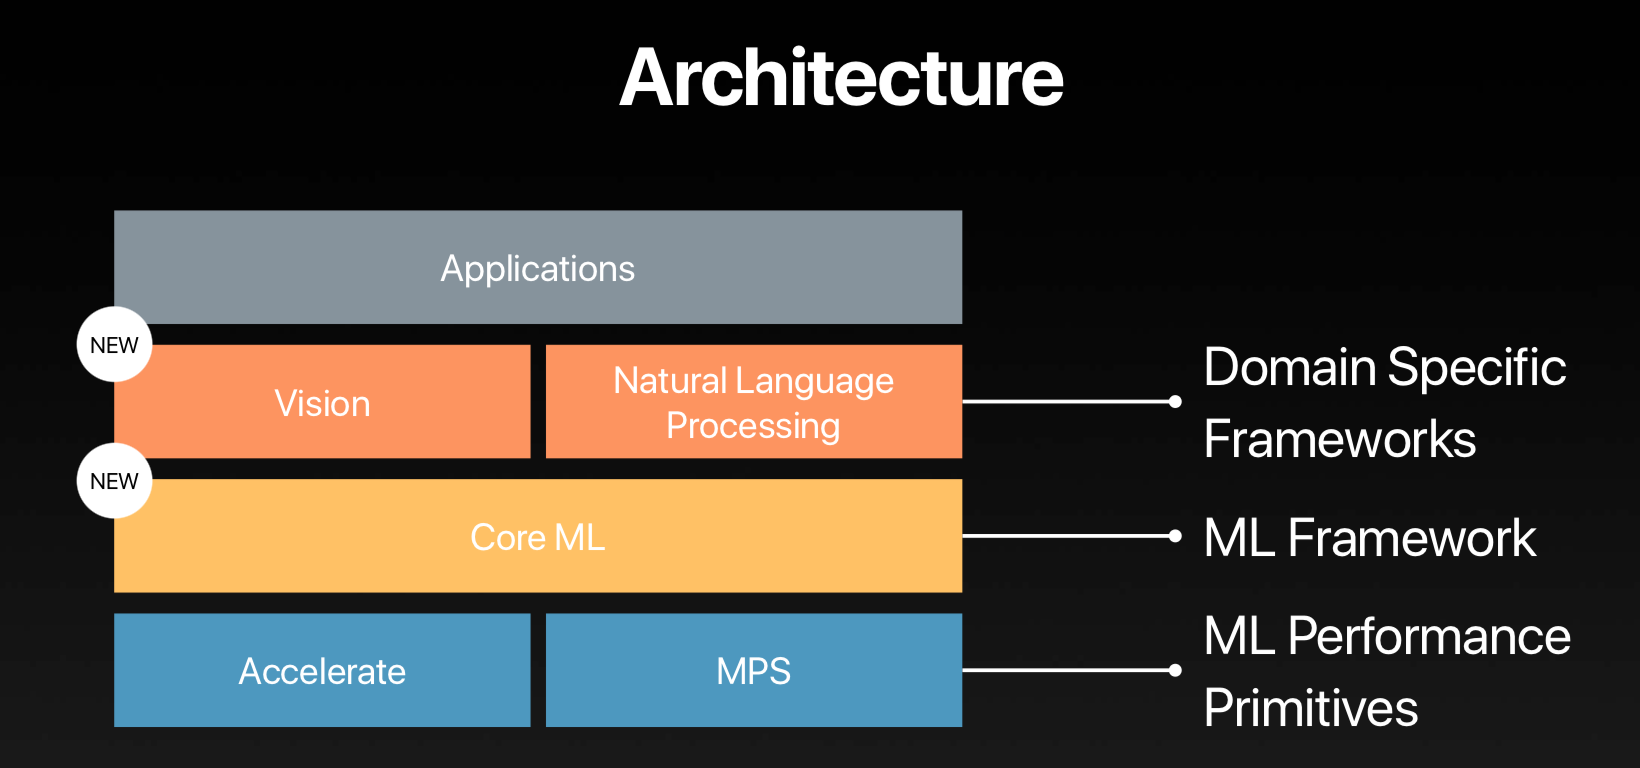 Architecture
Applications
NEW
Vision
Natural Language
Processing
Domain Specific
Frameworks
NEW
Core ML
ML Framework
Accelerate
MPS
ML Performance
Primitives